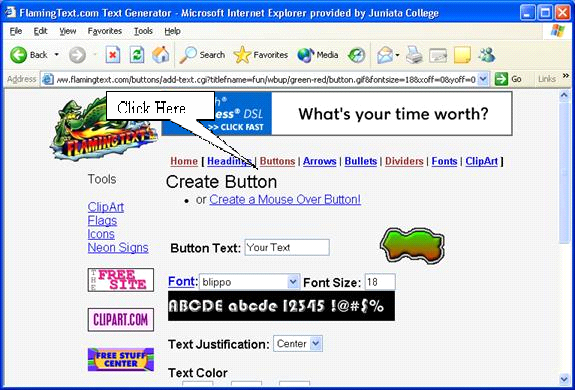 FlamingText.com Text Generator - Microsoft Internet Explorer provided by Juniata College
File Edit View Favorites Tools Help
Back Search Favorites Media
Address ww.flamingtext.com/buttons/add-text.cgi?titlefname=fun/wbup/green-red/button.gif&fontsize=18&xoff=0&yoff=0 Go Links »
Click Here
ess® DSL
>> CLICK FAST
What's your time worth?
FLAMINGTEXT
Home [ Headings | Buttons | Arrows | Bullets | Dividers | Fonts | ClipArt ]
Tools
ClipArt
Flags
Icons
Neon Signs
THE FREE SITE
CLIPART.COM
FREE STUFF CENTER
Create Button
• or Create a Mouse Over Button!
Button Text: Your Text
Font: blippo Font Size: 18
ABCDE abcde 12345 !@#$%
Text Justification: Center
Text Color